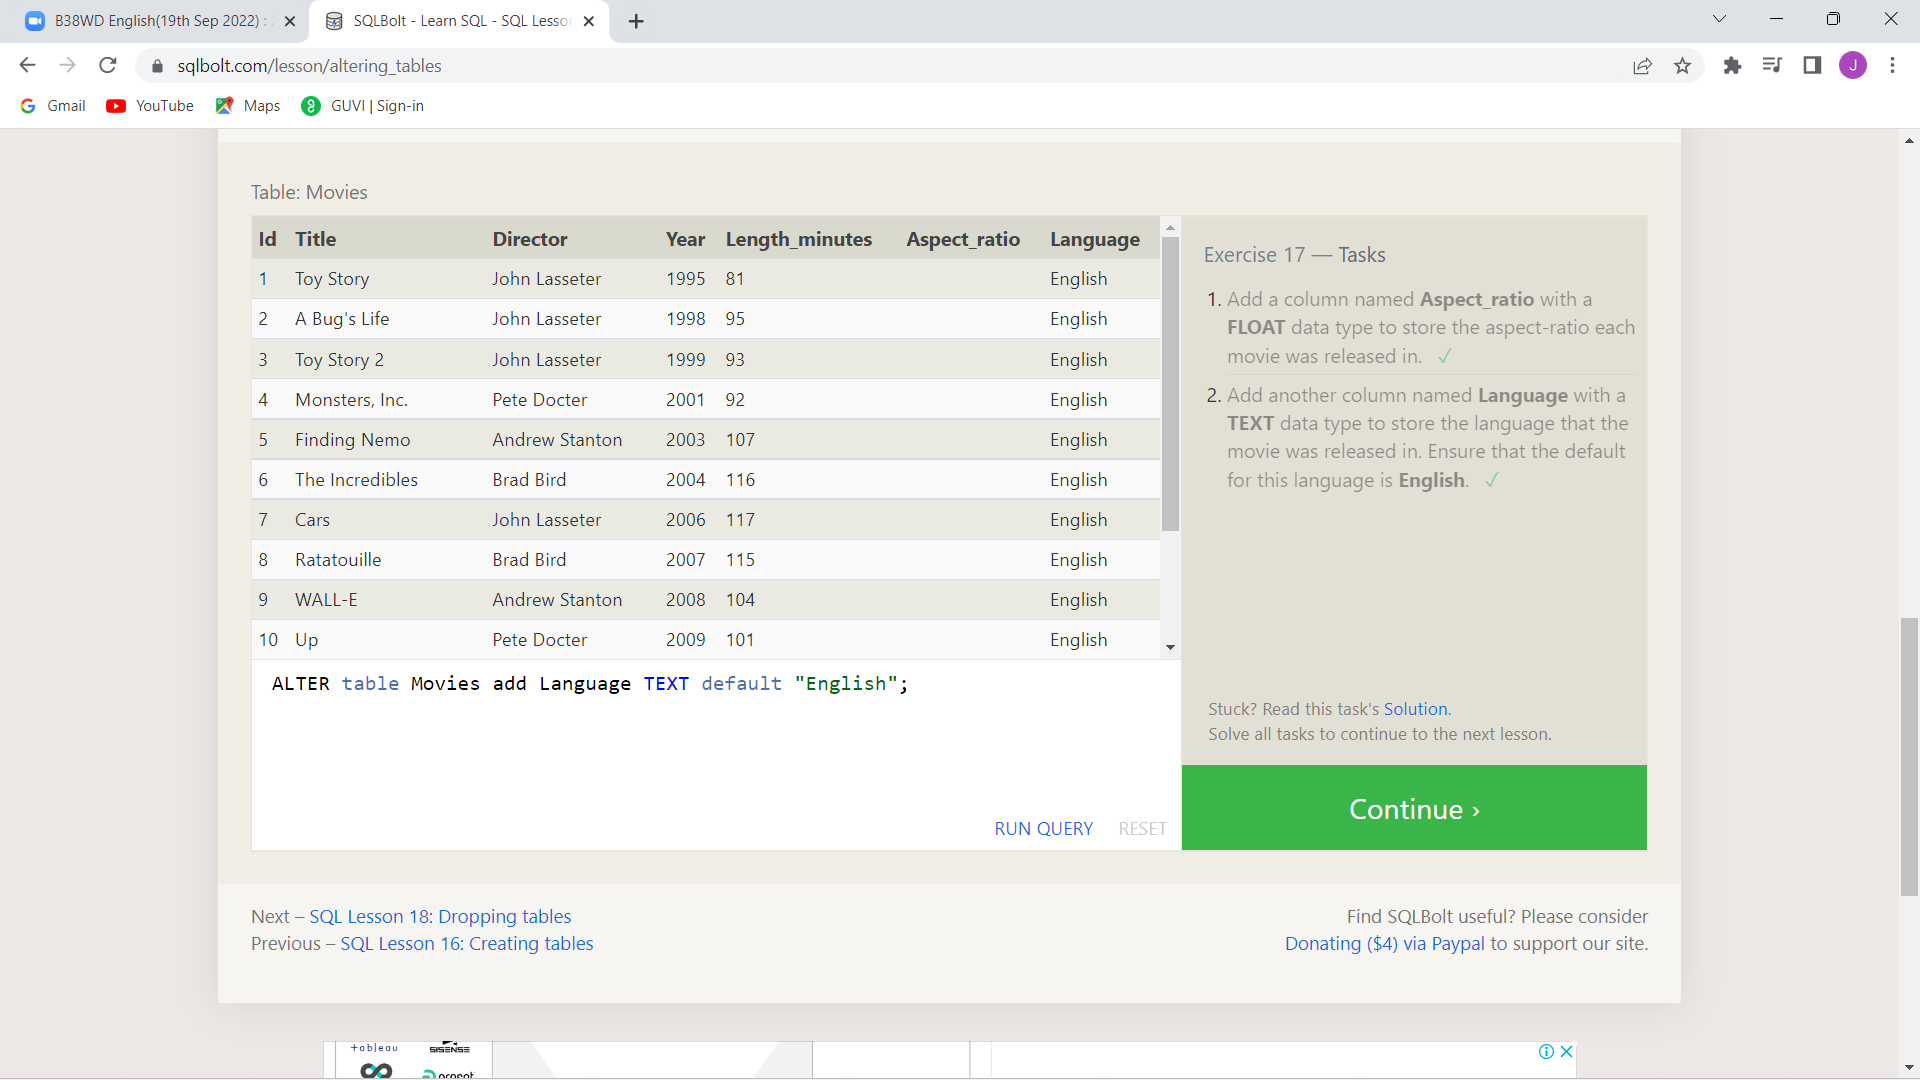 B38WD English(19th Sep 2022) :
SQLBolt - Learn SQL - SQL Lesson
sqlbolt.com/lesson/altering_tables
J
Gmail YouTube Maps GUVI | Sign-in
Table: Movies
Id Title Director Year Length_minutes Aspect_ratio Language
1 Toy Story John Lasseter 1995 81 English
2 A Bug's Life John Lasseter 1998 95 English
3 Toy Story 2 John Lasseter 1999 93 English
4 Monsters, Inc. Pete Docter 2001 92 English
5 Finding Nemo Andrew Stanton 2003 107 English
6 The Incredibles Brad Bird 2004 116 English
7 Cars John Lasseter 2006 117 English
8 Ratatouille Brad Bird 2007 115 English
9 WALL-E Andrew Stanton 2008 104 English
10 Up Pete Docter 2009 101 English
ALTER table Movies add Language TEXT default "English";
RUN QUERY RESET
Exercise 17 — Tasks
1. Add a column named Aspect_ratio with a
FLOAT data type to store the aspect-ratio each
movie was released in. ✓
2. Add another column named Language with a
TEXT data type to store the language that the
movie was released in. Ensure that the default
for this language is English. ✓
Stuck? Read this task's Solution.
Solve all tasks to continue to the next lesson.
Continue ›
Next – SQL Lesson 18: Dropping tables
Previous – SQL Lesson 16: Creating tables
Find SQLBolt useful? Please consider
Donating ($4) via Paypal to support our site.
+ableau
SISENSE